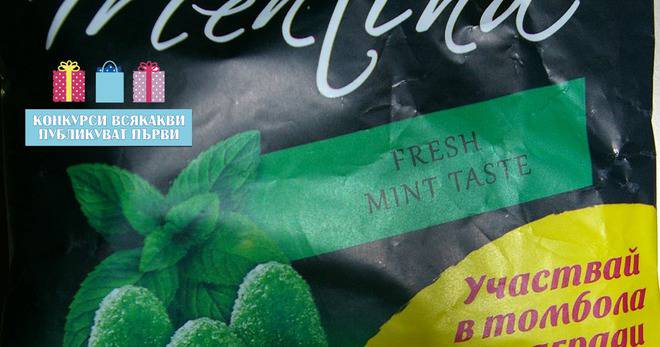 Mentina
КОНКУРСИ ВСЯКАКВИ
ПУБЛИКУВАТ ПЪРВИ
FRESH
MINT TASTE
Участвай
в томбола